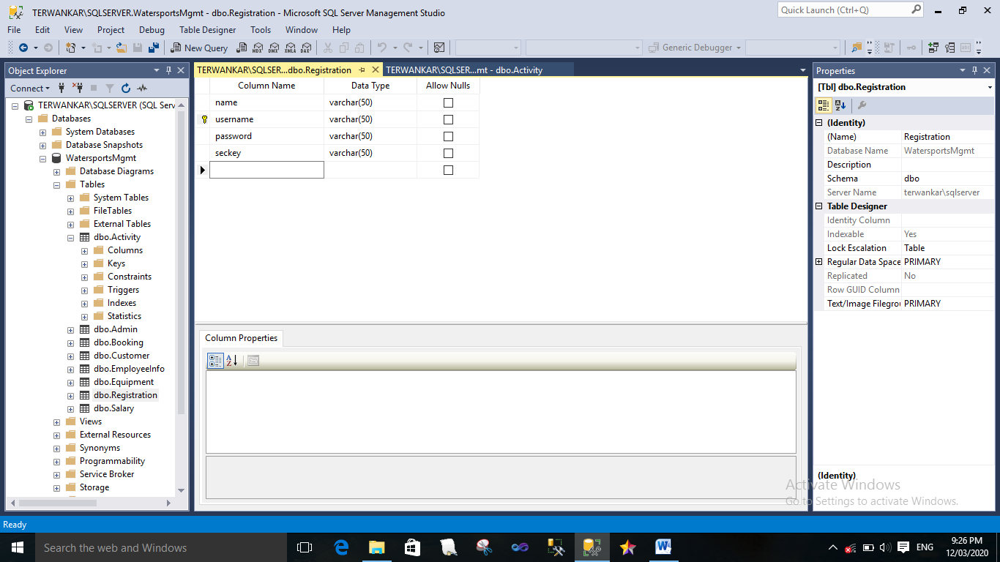 TERWANKAR\SQLSERVER.WatersportsMgmt - dbo.Registration - Microsoft SQL Server Management Studio
Quick Launch (Ctrl+Q)
File Edit View Project Debug Table Designer Tools Window Help
New Query MDX DMX XMLA DAX Generic Debugger
Object Explorer
Connect
TERWANKAR\SQLSERVER (SQL Serv
Databases
System Databases
Database Snapshots
WatersportsMgmt
Database Diagrams
Tables
System Tables
FileTables
External Tables
dbo.Activity
Columns
Keys
Constraints
Triggers
Indexes
Statistics
dbo.Admin
dbo.Booking
dbo.Customer
dbo.EmployeeInfo
dbo.Equipment
dbo.Registration
dbo.Salary
Views
External Resources
Synonyms
Programmability
Service Broker
Storage
TERWANKAR\SQLSER...dbo.Registration TERWANKAR\SQLSER...mt - dbo.Activity
Column Name Data Type Allow Nulls
name varchar(50)
username varchar(50)
password varchar(50)
seckey varchar(50)
Column Properties
Properties
[Tbl] dbo.Registration
(Identity)
(Name) Registration
Database Name WatersportsMgmt
Description
Schema dbo
Server Name terwankar\sqlserver
Table Designer
Identity Column
Indexable Yes
Lock Escalation Table
Regular Data Space PRIMARY
Replicated No
Row GUID Column
Text/Image Filegrou PRIMARY
(Identity)
Activate Windows
Go to Settings to activate Windows.
Ready
Search the web and Windows
ENG
9:26 PM
12/03/2020